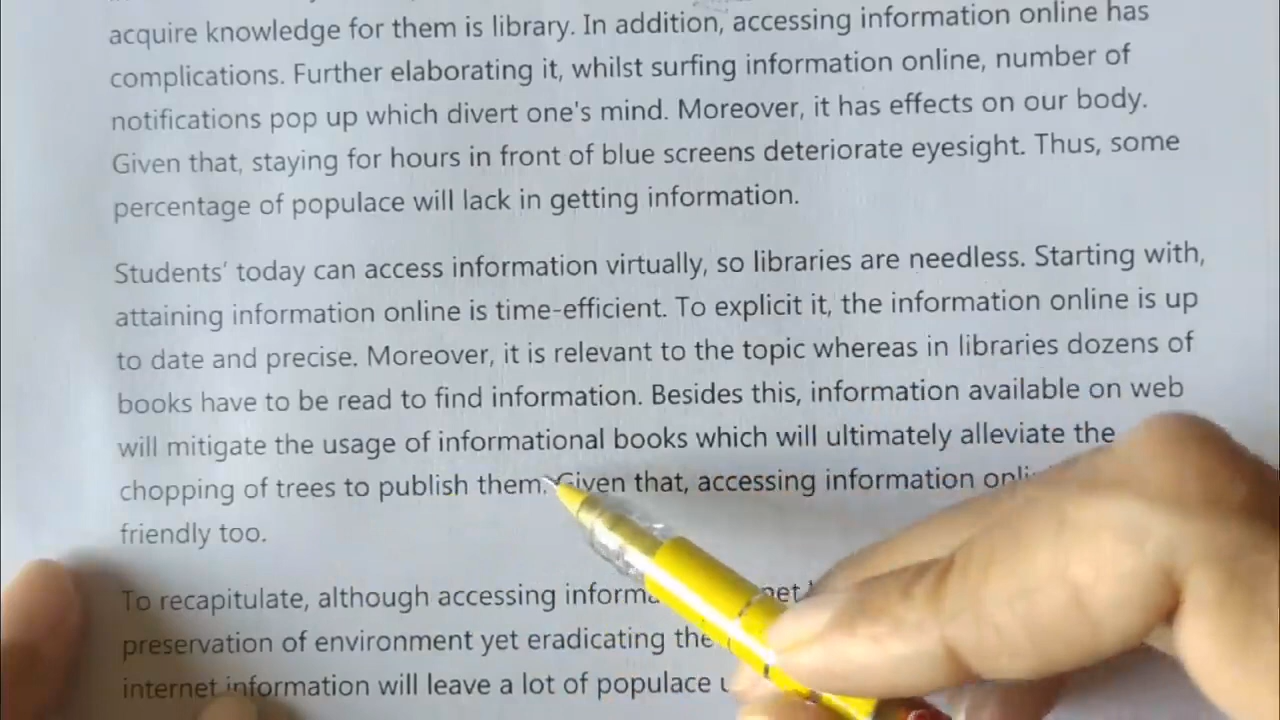 acquire knowledge for them is library. In addition, accessing information online has
complications. Further elaborating it, whilst surfing information online, number of
notifications pop up which divert one's mind. Moreover, it has effects on our body.
Given that, staying for hours in front of blue screens deteriorate eyesight. Thus, some
percentage of populace will lack in getting information.
Students' today can access information virtually, so libraries are needless. Starting with,
attaining information online is time-efficient. To explicit it, the information online is up
to date and precise. Moreover, it is relevant to the topic whereas in libraries dozens of
books have to be read to find information. Besides this, information available on web
will mitigate the usage of informational books which will ultimately alleviate the
chopping of trees to publish them. Given that, accessing information
friendly too.
To recapitulate, although accessing
preservation of environment yet eradicating the
internet information will leave a lot of populace